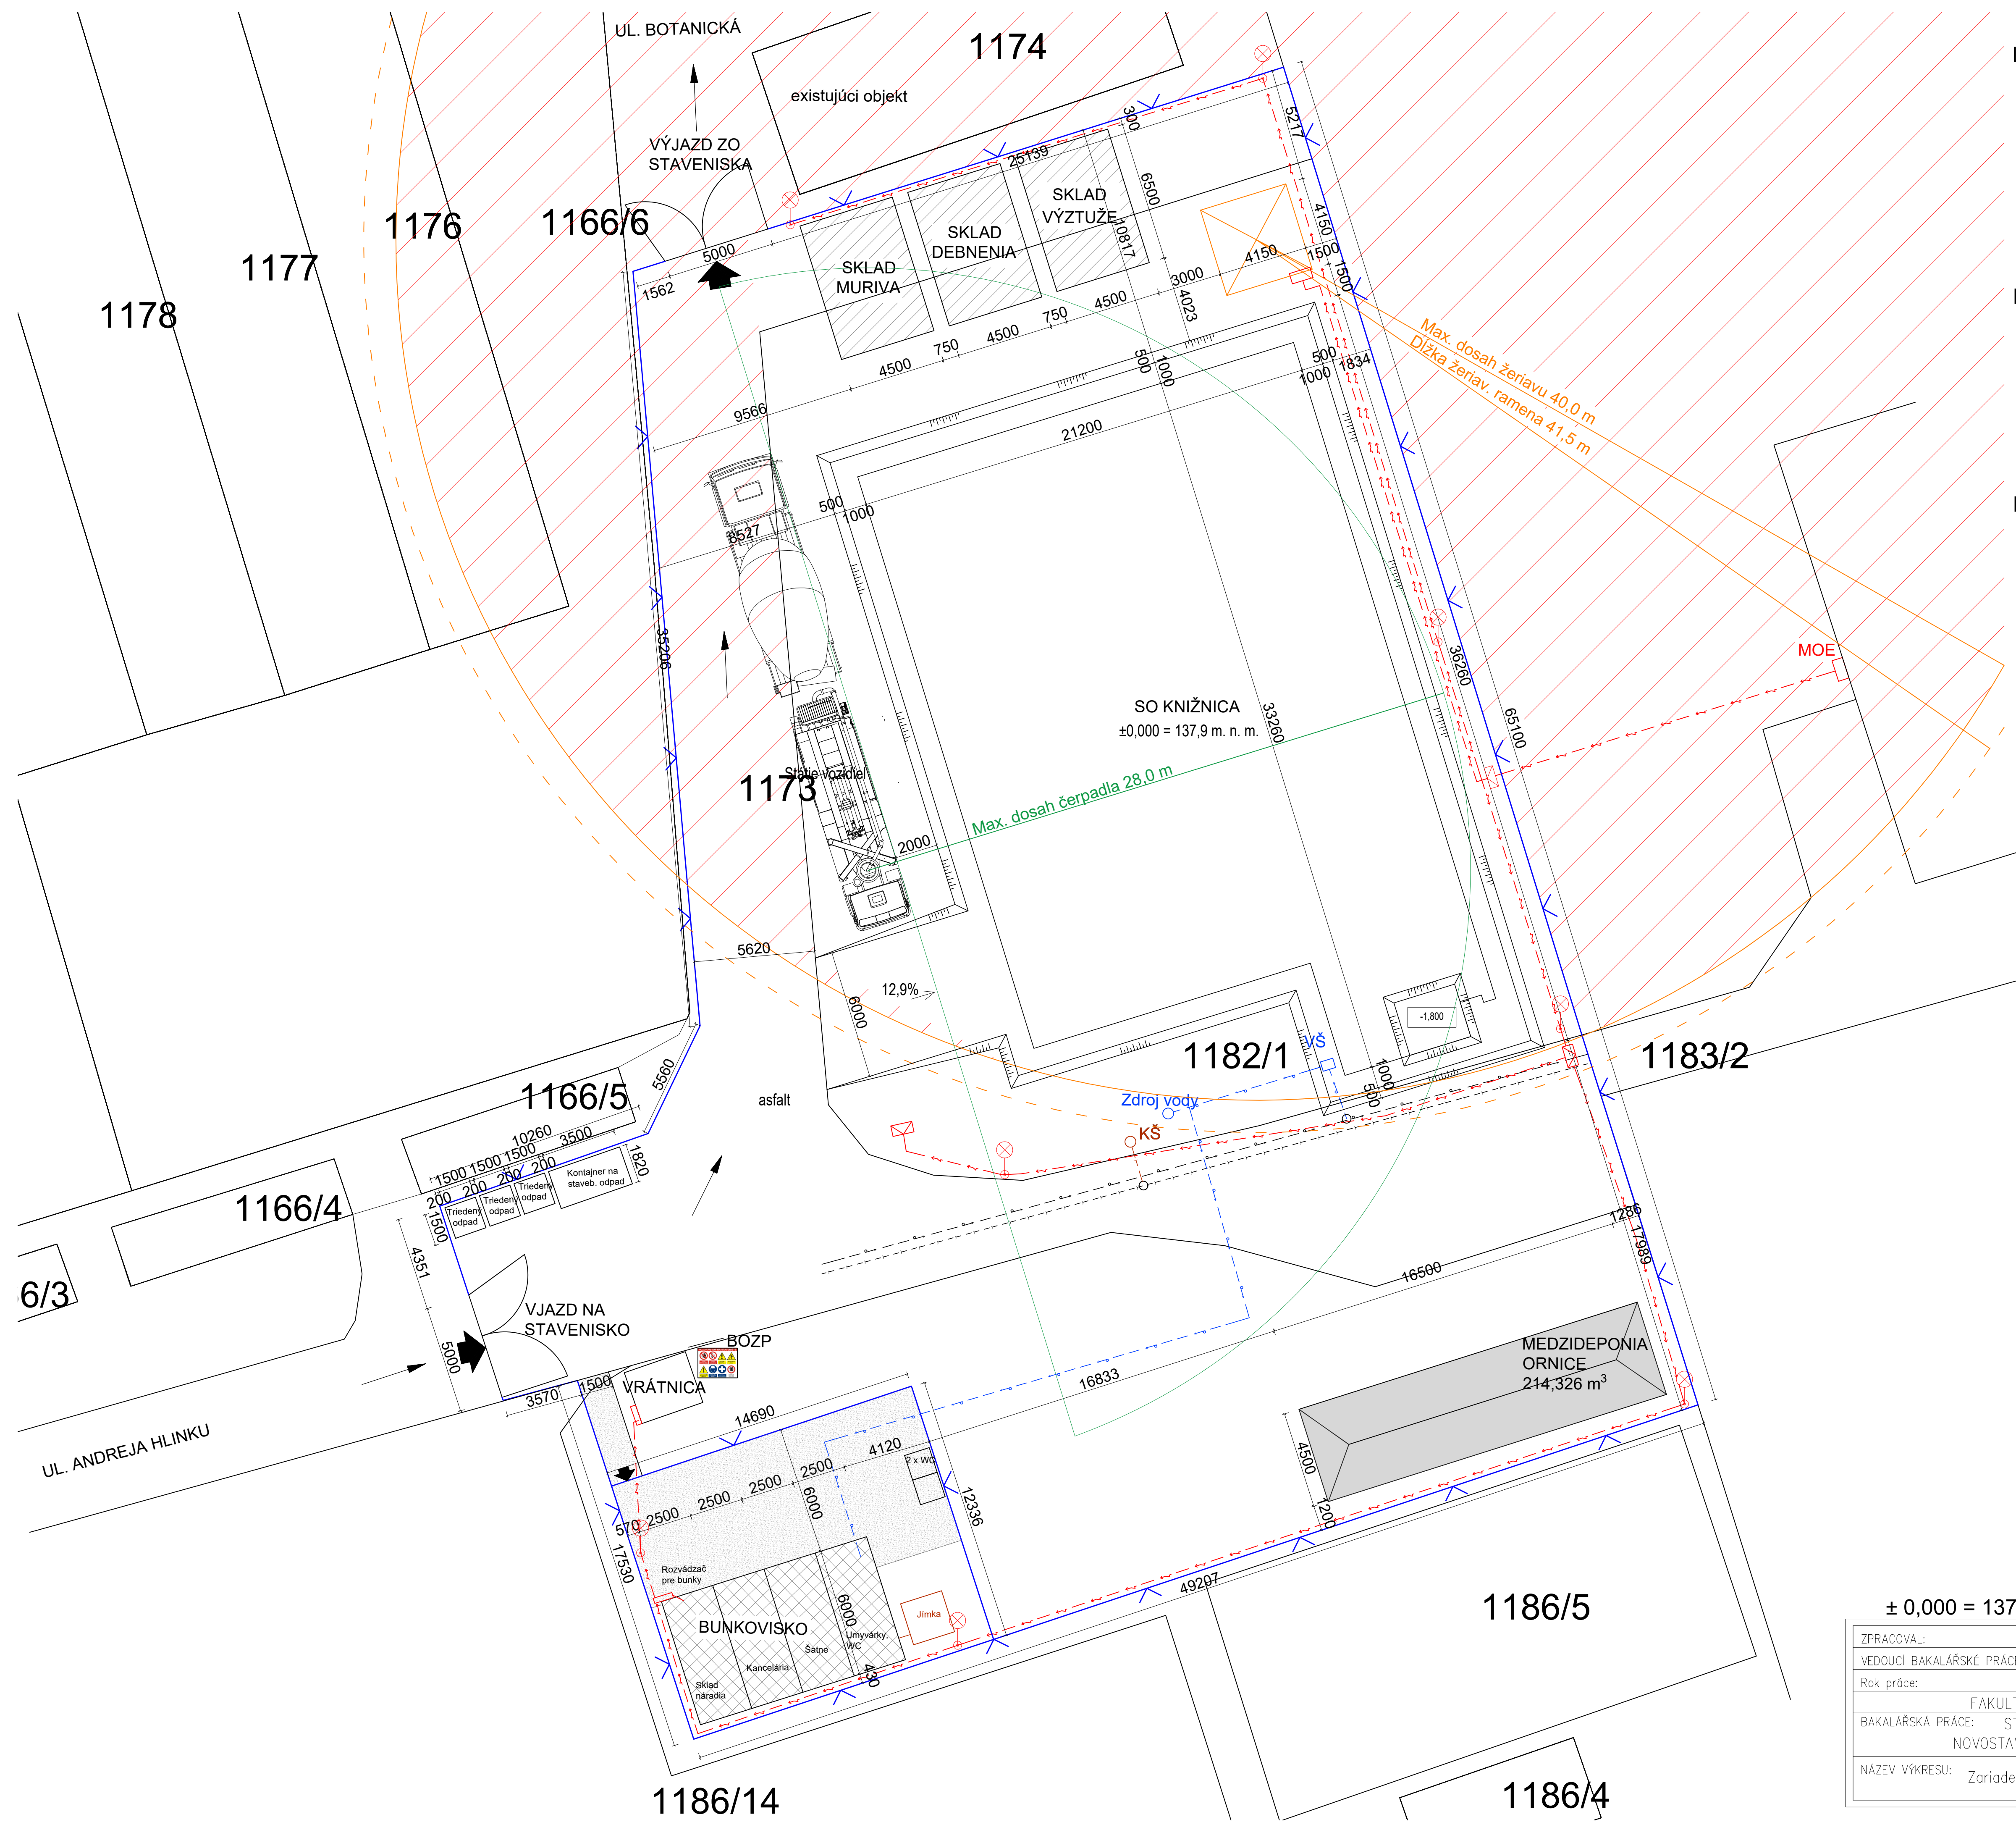 UL. BOTANICKÁ
1174
existujúci objekt
VÝJAZD ZO
STAVENISKA
1166/6
1176
1177
1178
5000
1562
25139
300
6500
10817
5217
4150
1500
1500
4150
3000
4023
SKLAD
MURIVA
SKLAD
DEBNENIA
SKLAD
VÝZTUŽE
4500
750
4500
750
4500
9566
500
1000
500
1000
1834
21200
Max. dosah žeriavu 40,0 m
Dĺžka žeriav. ramena 41,5 m
500
1000
8527
35206
MOE
36260
65100
SO KNIŽNICA
±0,000 = 137,9 m. n. m.
33260
Státie vozidiel
1173
Max. dosah čerpadla 28,0 m
2000
5620
12,9%
6000
-1,800
VŠ
1182/1
1183/2
1000
500
Zdroj vody
KŠ
asfalt
5560
1166/5
10260
1500
1500
1500
3500
200
200
200
200
1820
1500
Triedený
odpad
Triedený
odpad
Triedený
odpad
Kontajner na
staveb. odpad
1166/4
4351
6/3
VJAZD NA
STAVENISKO
5000
BOZP
VRÁTNICA
3570
1500
UL. ANDREJA HLINKU
14690
16833
16500
1286
17989
MEDZIDEPONIA
ORNICE
214,326 m³
4500
1200
4120
2 x WC
2500
2500
2500
2500
570
6000
12336
17530
Rozvádzač
pre bunky
BUNKOVISKO
6000
Jímka
Umyvárky,
WC
Šatne
Kancelária
Sklad
náradia
430
49207
1186/5
1186/14
1186/4
± 0,000 = 137
ZPRACOVAL:
VEDOUCÍ BAKALÁŘSKÉ PRÁCE
Rok práce:
FAKULT
BAKALÁŘSKÁ PRÁCE: ST
NOVOSTAV
NÁZEV VÝKRESU: Zariade